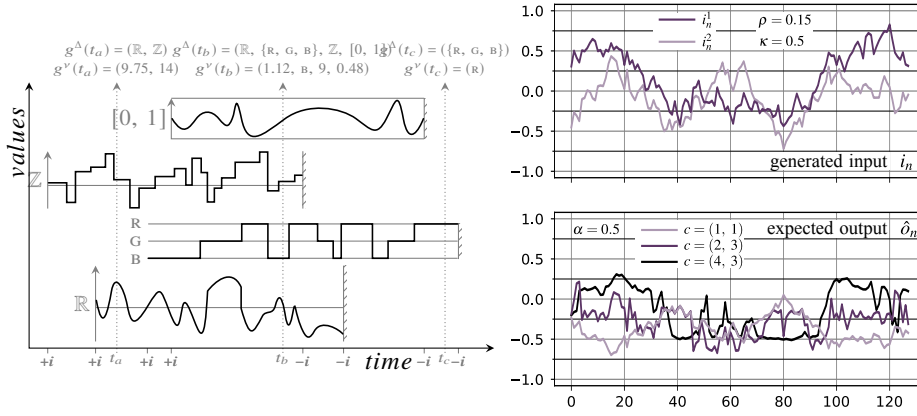 g^Δ(t_a) = (ℝ, ℤ) g^Δ(t_b) = (ℝ, {R, G, B}, ℤ, [0, 1]) g^Δ(t_c) = ({R, G, B})
g^ν(t_a) = (9.75, 14) g^ν(t_b) = (1.12, B, 9, 0.48) g^ν(t_c) = (R)
values
[0, 1]
ℤ
R
G
B
ℝ
+i +i t_a +i +i t_b −i −i −i t_c −i
time
1.0
0.5
0.0
−0.5
−1.0
i_n^1 ρ = 0.15
i_n^2 κ = 0.5
generated input i_n
1.0
0.5
0.0
−0.5
−1.0
α = 0.5
c = (1, 1)
c = (2, 3)
c = (4, 3)
expected output ô_n
0 20 40 60 80 100 120